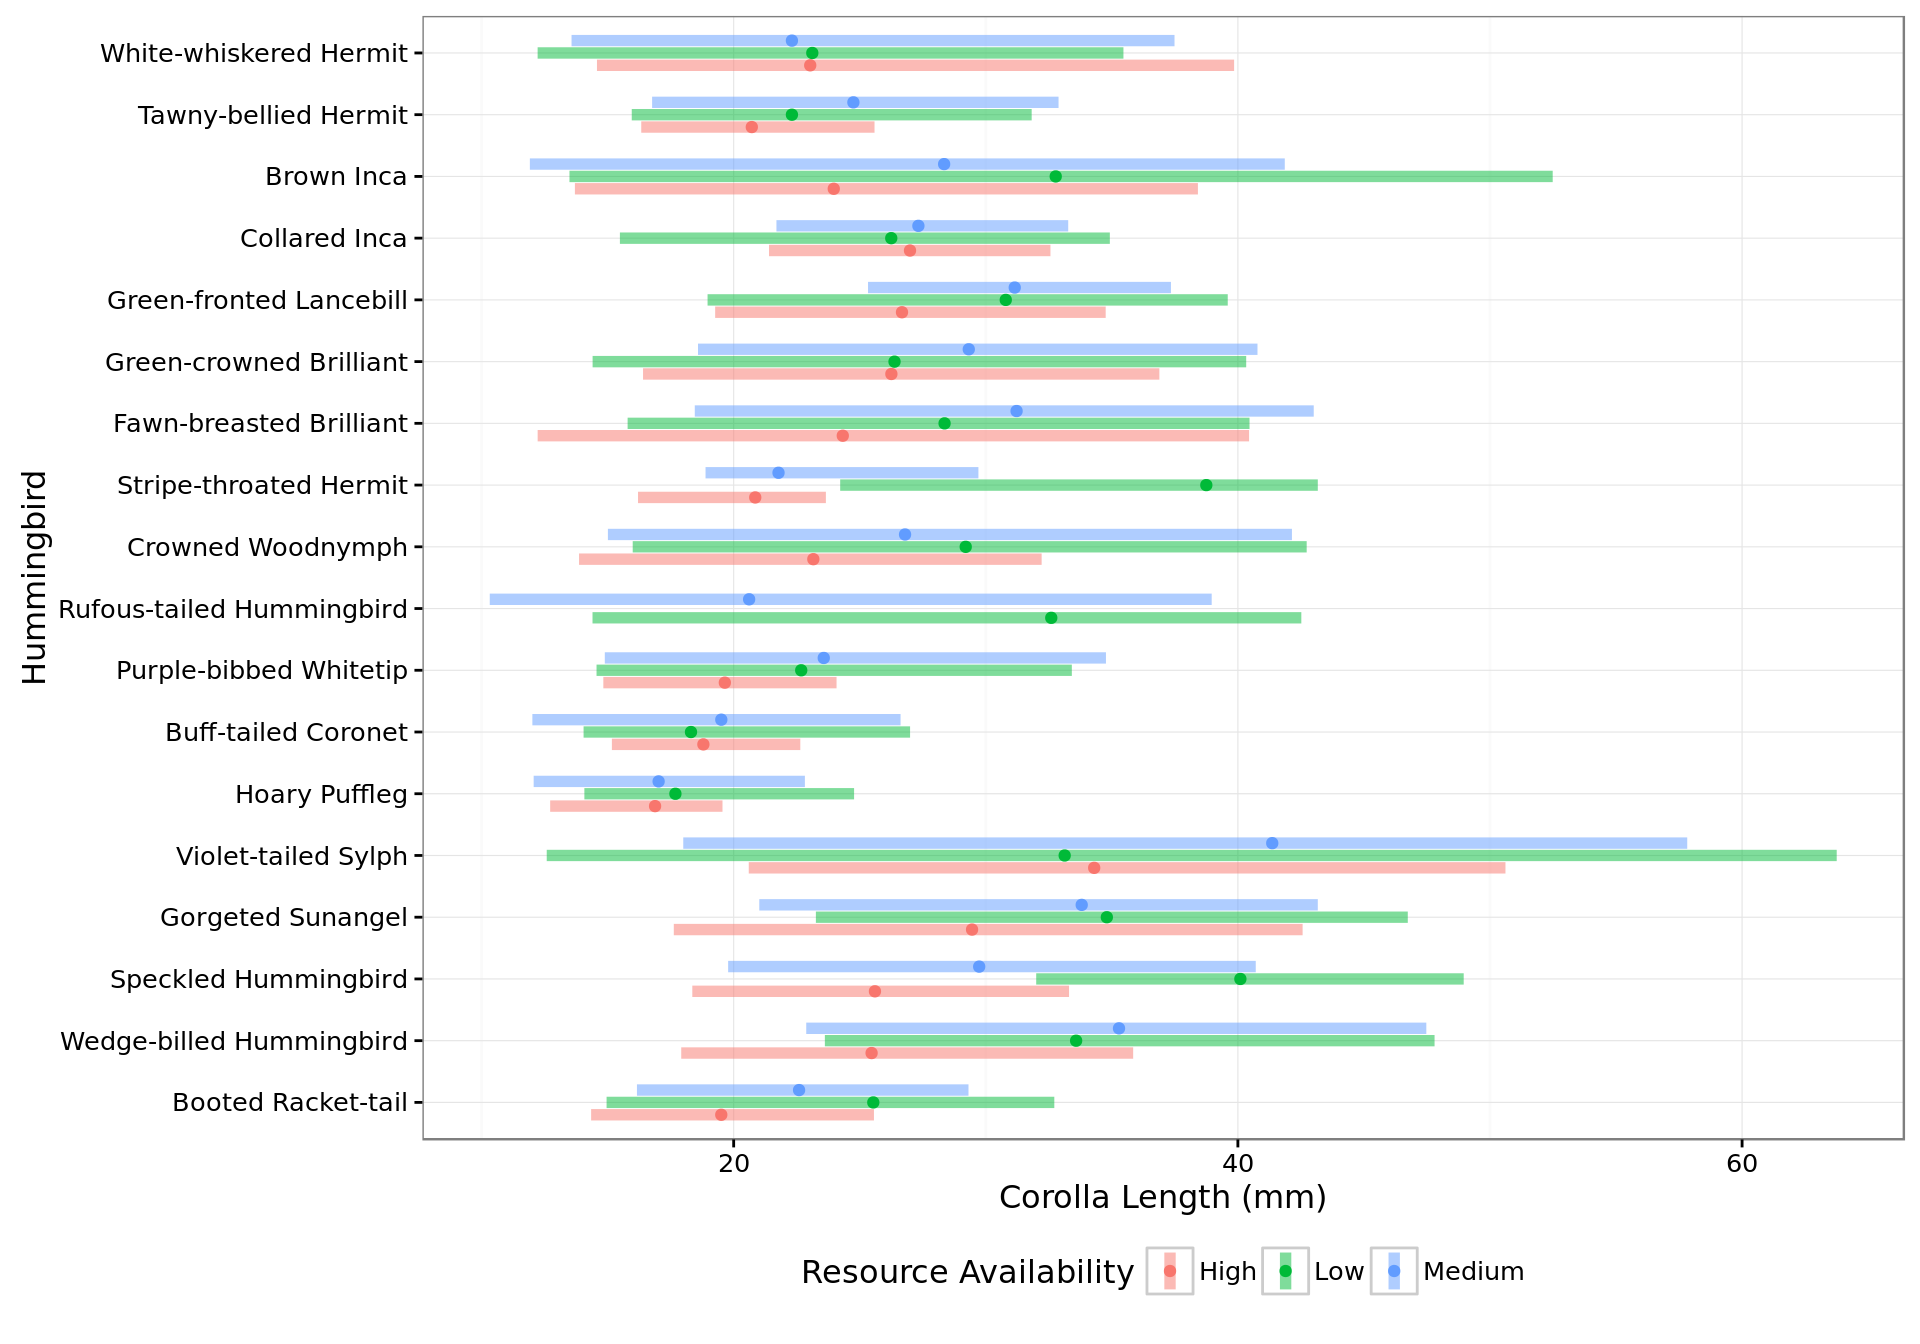 Hummingbird
White-whiskered Hermit
Tawny-bellied Hermit
Brown Inca
Collared Inca
Green-fronted Lancebill
Green-crowned Brilliant
Fawn-breasted Brilliant
Stripe-throated Hermit
Crowned Woodnymph
Rufous-tailed Hummingbird
Purple-bibbed Whitetip
Buff-tailed Coronet
Hoary Puffleg
Violet-tailed Sylph
Gorgeted Sunangel
Speckled Hummingbird
Wedge-billed Hummingbird
Booted Racket-tail
20 40 60
Corolla Length (mm)
Resource Availability High Low Medium